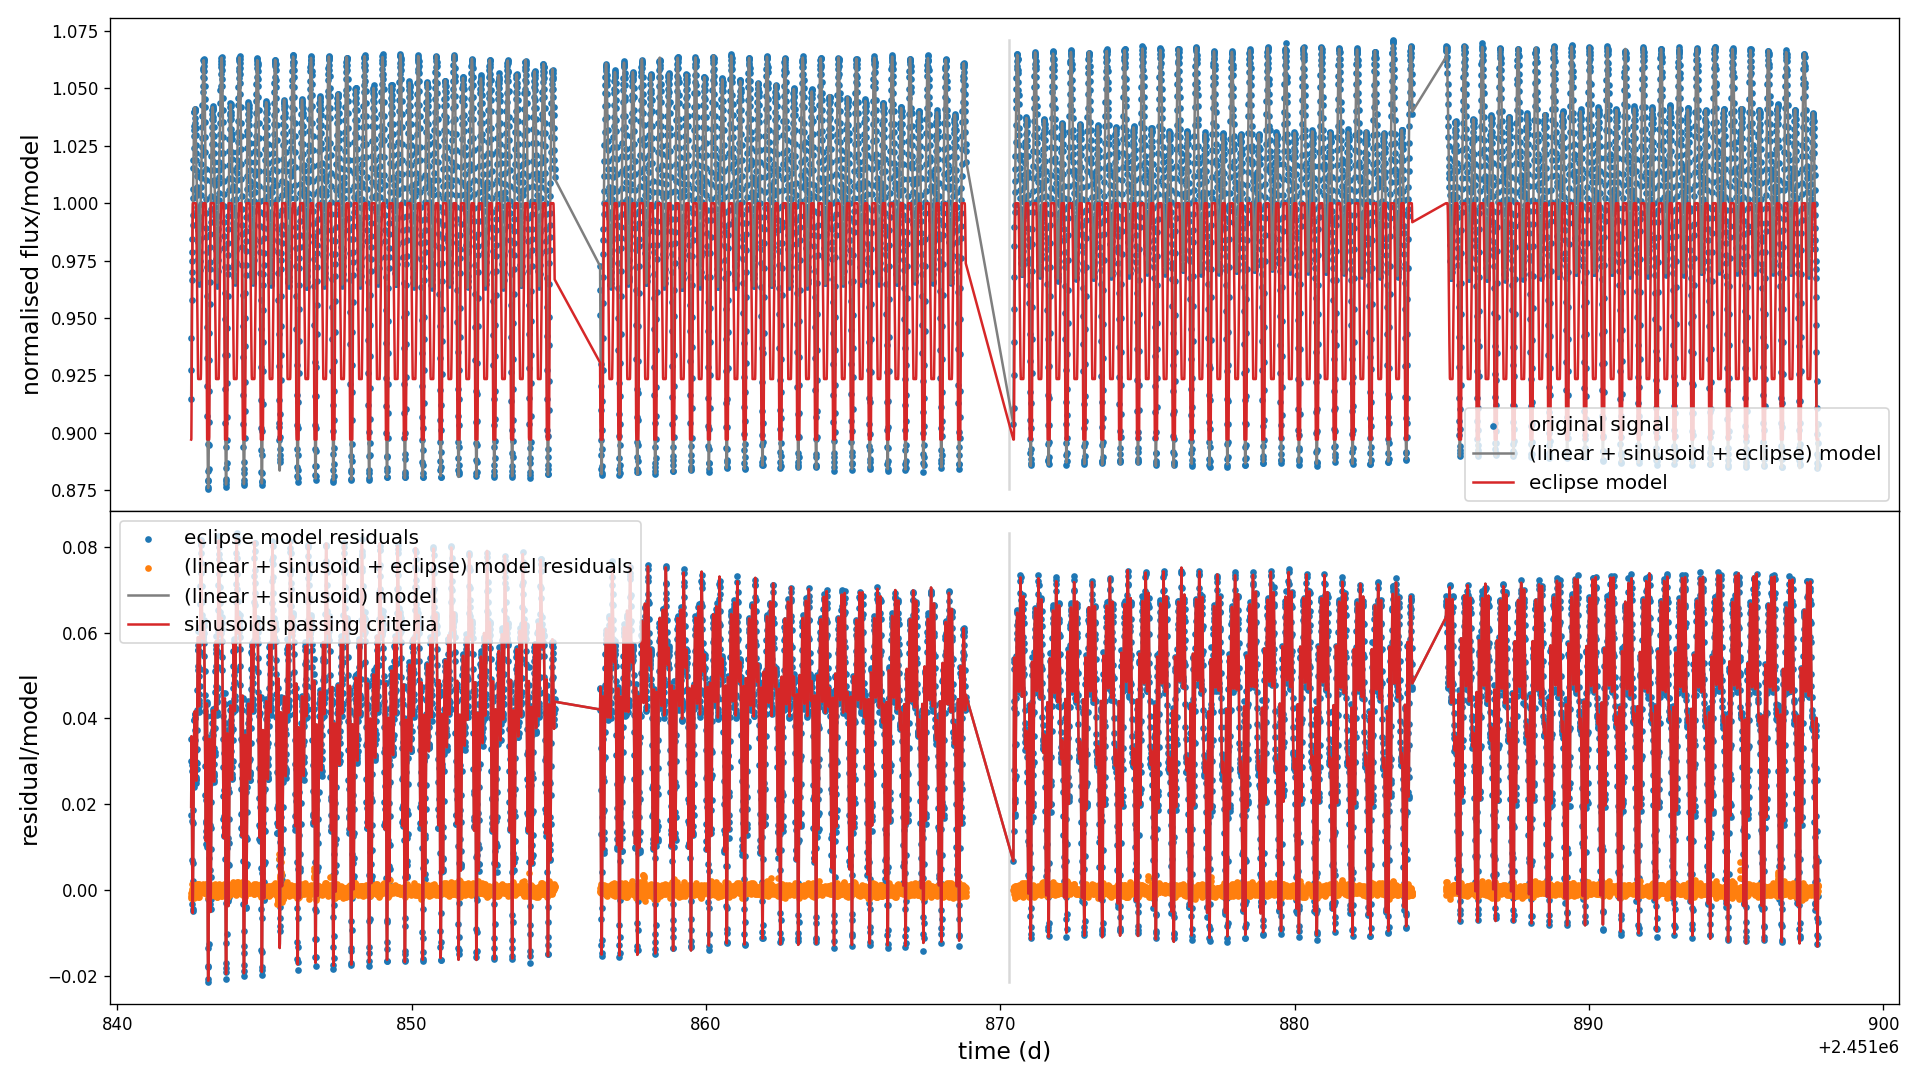 1.075
1.050
1.025
1.000
0.975
0.950
0.925
0.900
0.875
normalised flux/model
original signal
(linear + sinusoid + eclipse) model
eclipse model
eclipse model residuals
(linear + sinusoid + eclipse) model residuals
(linear + sinusoid) model
sinusoids passing criteria
0.08
0.06
0.04
0.02
0.00
−0.02
residual/model
840
850
860
870
880
890
900
time (d)
+2.451e6